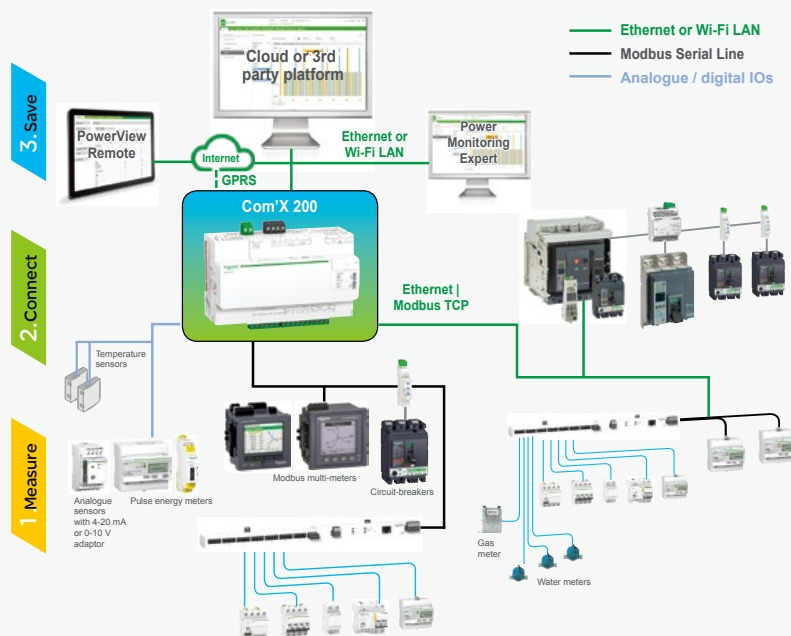 Ethernet or Wi-Fi LAN
Modbus Serial Line
Analogue / digital IOs
3. Save
Cloud or 3rd
party platform
PowerView
Remote
Internet
GPRS
Ethernet or
Wi-Fi LAN
Power
Monitoring
Expert
Com'X 200
2. Connect
Ethernet |
Modbus TCP
Temperature
sensors
1. Measure
Analogue
sensors
with 4-20 mA
or 0-10 V
adaptor
Pulse energy meters
Modbus multi-meters
Circuit-breakers
Gas
meter
Water meters